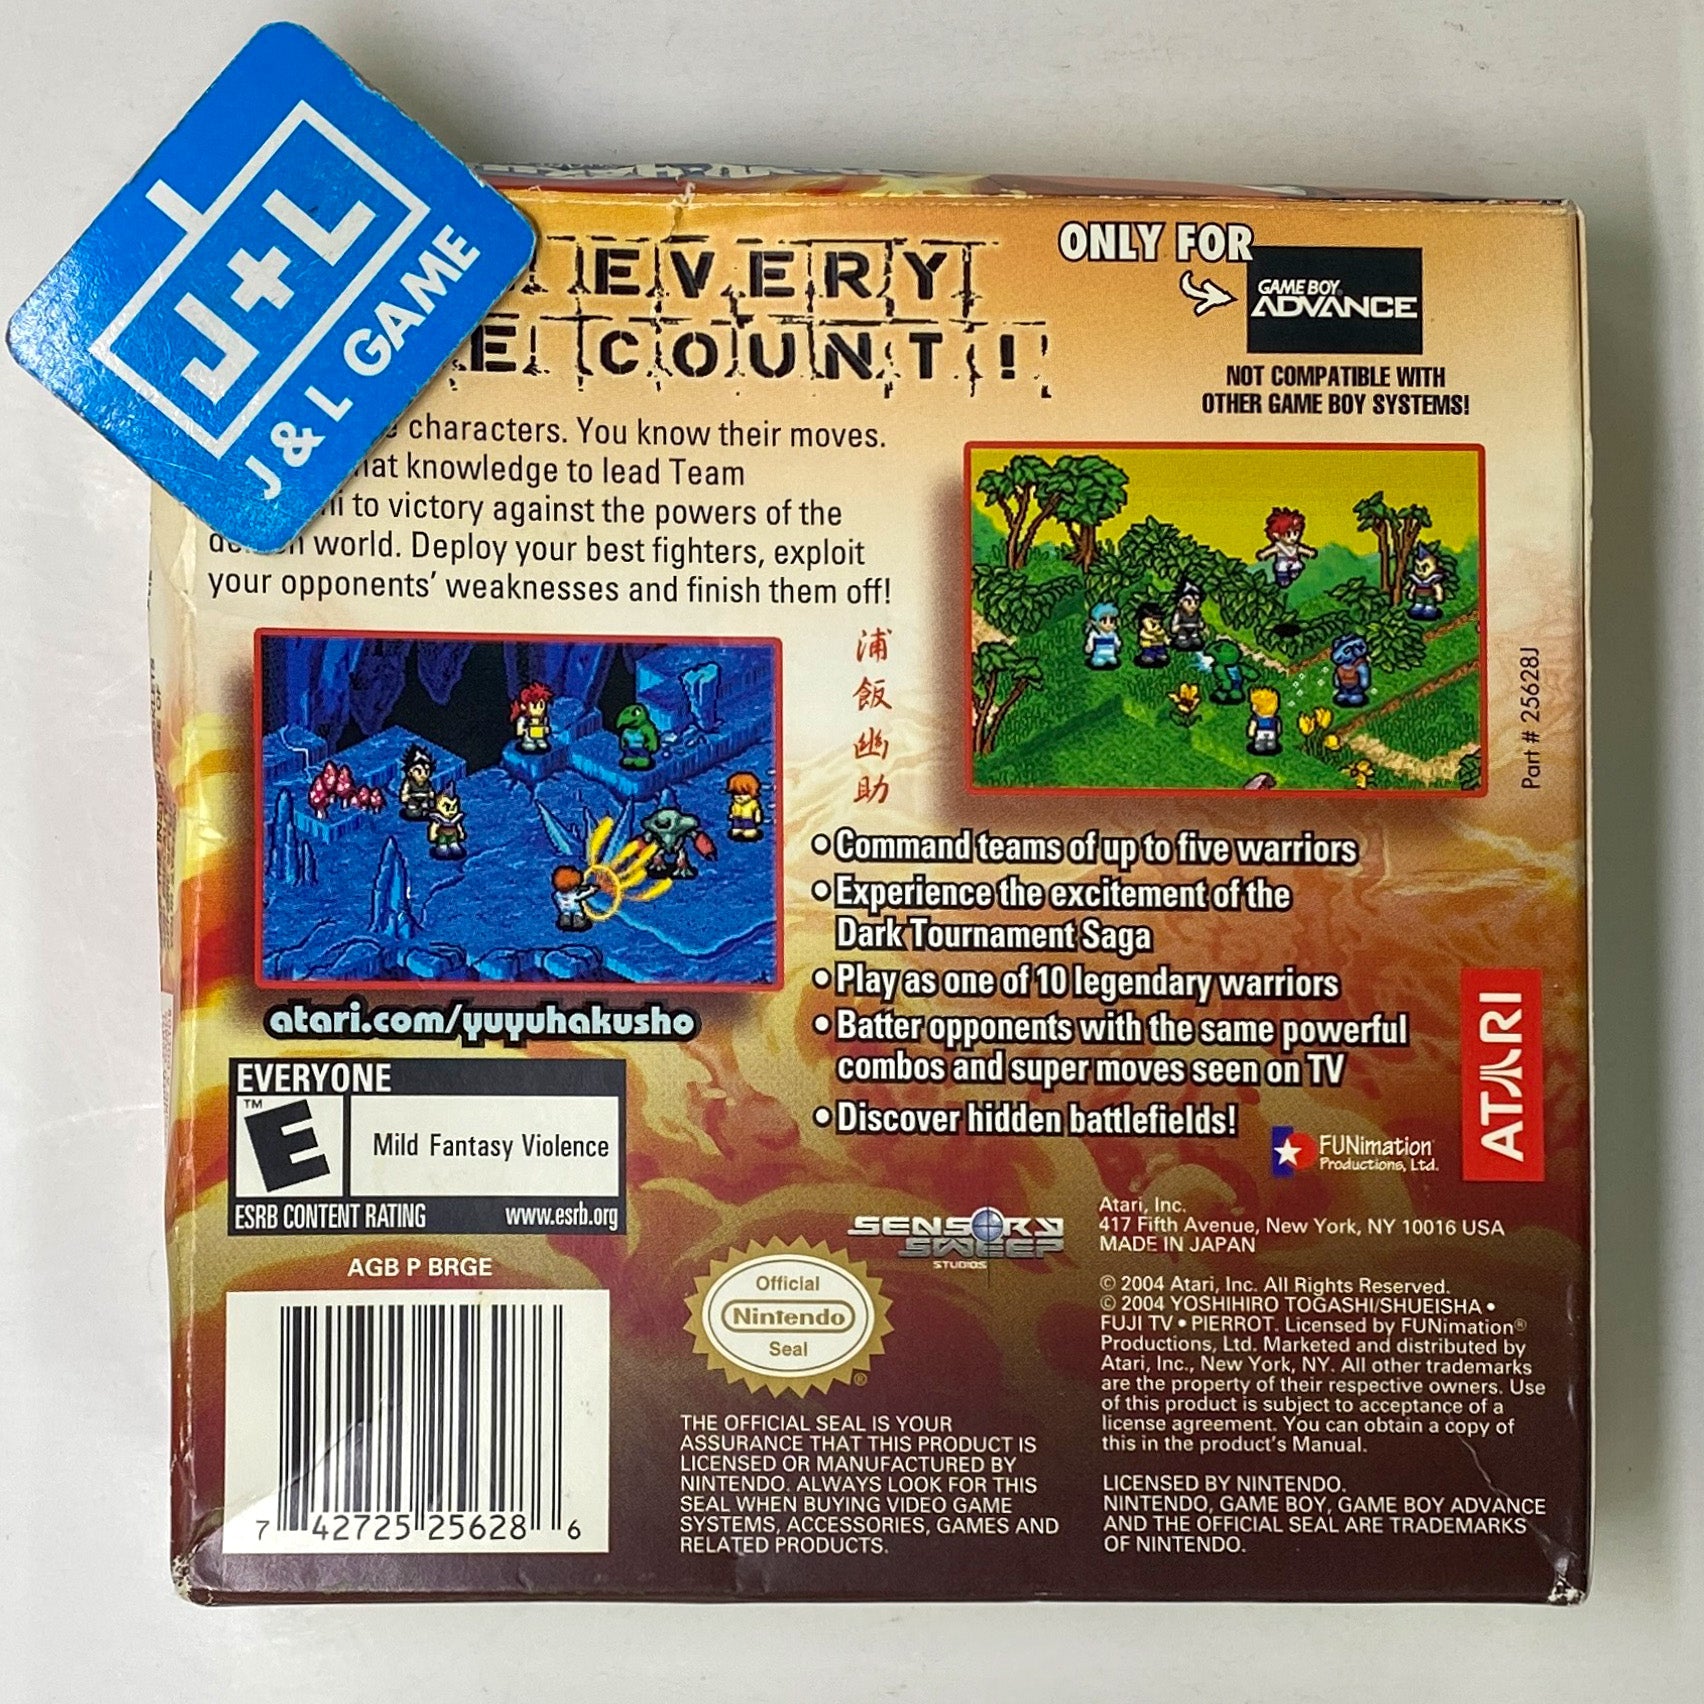 J+L
J & L GAME
EVERY
COUNT!
characters. You know their moves.
knowledge to lead Team
to victory against the powers of the
world. Deploy your best fighters, exploit
your opponents' weaknesses and finish them off!
ONLY FOR
GAME BOY
ADVANCE
NOT COMPATIBLE WITH
OTHER GAME BOY SYSTEMS!
浦
飯
幽
助
Part # 25628J
• Command teams of up to five warriors
• Experience the excitement of the
Dark Tournament Saga
• Play as one of 10 legendary warriors
• Batter opponents with the same powerful
combos and super moves seen on TV
• Discover hidden battlefields!
atari.com/yuyuhakusho
ATARI
FUNimation
Productions, Ltd.
EVERYONE
E™
Mild Fantasy Violence
ESRB CONTENT RATING www.esrb.org
AGB P BRGE
7 42725 25628 6
SENSORY
SWEEP
STUDIOS
Official
Nintendo
Seal
®
THE OFFICIAL SEAL IS YOUR
ASSURANCE THAT THIS PRODUCT IS
LICENSED OR MANUFACTURED BY
NINTENDO. ALWAYS LOOK FOR THIS
SEAL WHEN BUYING VIDEO GAME
SYSTEMS, ACCESSORIES, GAMES AND
RELATED PRODUCTS.
Atari, Inc.
417 Fifth Avenue, New York, NY 10016 USA
MADE IN JAPAN
© 2004 Atari, Inc. All Rights Reserved.
© 2004 YOSHIHIRO TOGASHI/SHUEISHA •
FUJI TV • PIERROT. Licensed by FUNimation®
Productions, Ltd. Marketed and distributed by
Atari, Inc., New York, NY. All other trademarks
are the property of their respective owners. Use
of this product is subject to acceptance of a
license agreement. You can obtain a copy of
this in the product's Manual.
LICENSED BY NINTENDO.
NINTENDO, GAME BOY, GAME BOY ADVANCE
AND THE OFFICIAL SEAL ARE TRADEMARKS
OF NINTENDO.